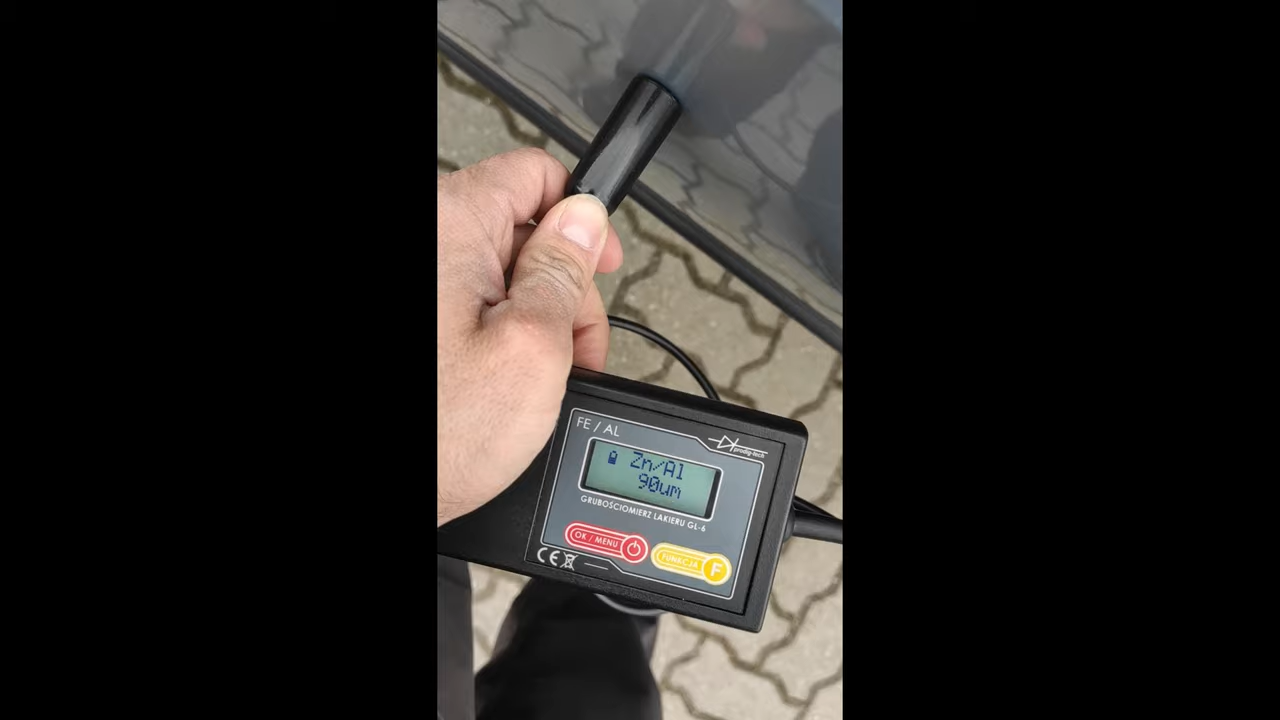 FE / AL
prodig-tech
Zn/Al
90um
GRUBOŚCIOMIERZ LAKIERU GL-6
OK / MENU
FUNKCJA F
CE